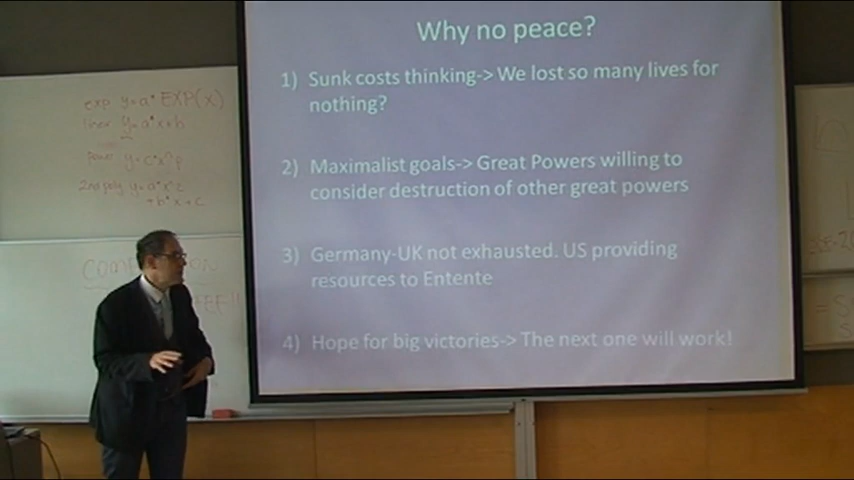 Why no peace?
1) Sunk costs thinking-> We lost so many lives for
nothing?
2) Maximalist goals-> Great Powers willing to
consider destruction of other great powers
3) Germany-UK not exhausted. US providing
resources to Entente
4) Hope for big victories-> The next one will work!
exp y=a* EXP(x)
linear y=a*x+b
power y=c*x^p
2nd poly y=a*x^2
+b*x+c